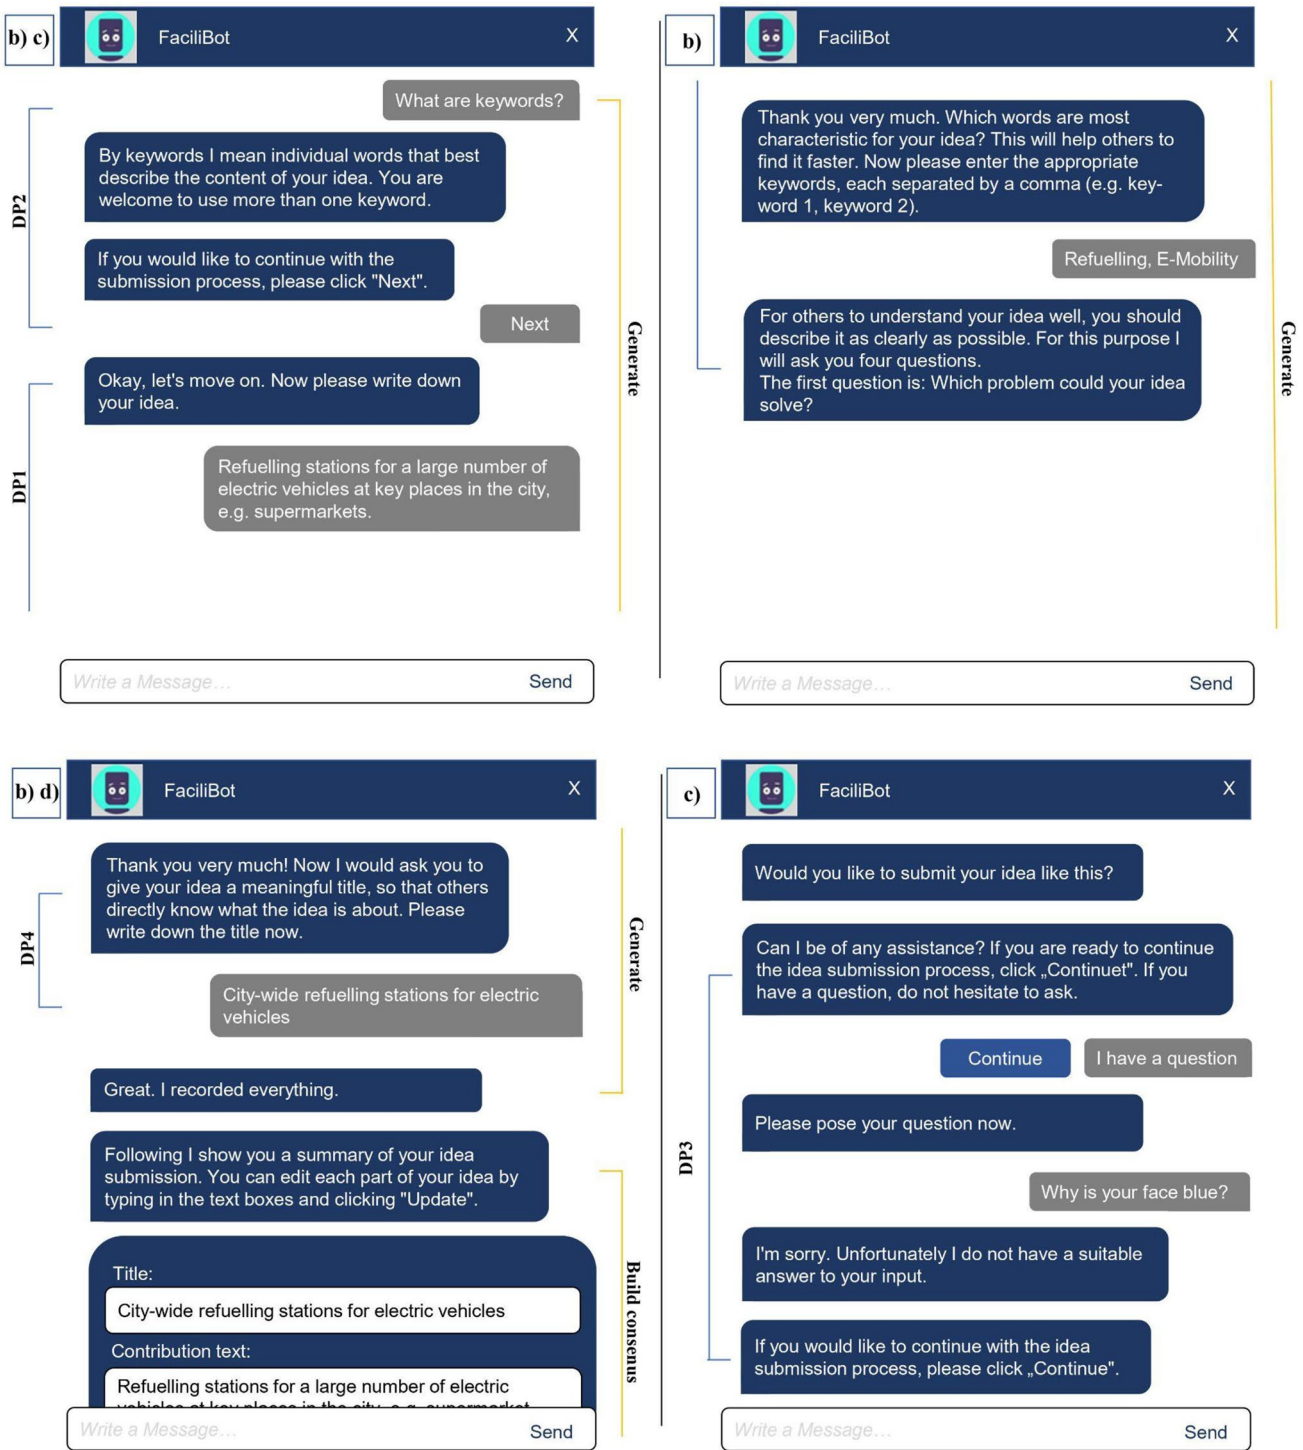 b) c)
FaciliBot
X
What are keywords?
By keywords I mean individual words that best
describe the content of your idea. You are
welcome to use more than one keyword.
If you would like to continue with the
submission process, please click "Next".
Next
Okay, let's move on. Now please write down
your idea.
Refuelling stations for a large number of
electric vehicles at key places in the city,
e.g. supermarkets.
DP2
DP1
Generate
Write a Message…
Send
b)
FaciliBot
X
Thank you very much. Which words are most
characteristic for your idea? This will help others to
find it faster. Now please enter the appropriate
keywords, each separated by a comma (e.g. key-
word 1, keyword 2).
Refuelling, E-Mobility
For others to understand your idea well, you should
describe it as clearly as possible. For this purpose I
will ask you four questions.
The first question is: Which problem could your idea
solve?
Generate
Write a Message…
Send
b) d)
FaciliBot
X
Thank you very much! Now I would ask you to
give your idea a meaningful title, so that others
directly know what the idea is about. Please
write down the title now.
City-wide refuelling stations for electric
vehicles
Great. I recorded everything.
Following I show you a summary of your idea
submission. You can edit each part of your idea by
typing in the text boxes and clicking "Update".
Title:
City-wide refuelling stations for electric vehicles
Contribution text:
Refuelling stations for a large number of electric
vehicles at key places in the city, e.g. supermarket
DP4
Generate
Build consenus
Write a Message…
Send
c)
FaciliBot
X
Would you like to submit your idea like this?
Can I be of any assistance? If you are ready to continue
the idea submission process, click „Continuet". If you
have a question, do not hesitate to ask.
Continue
I have a question
Please pose your question now.
Why is your face blue?
I'm sorry. Unfortunately I do not have a suitable
answer to your input.
If you would like to continue with the idea
submission process, please click „Continue".
DP3
Write a Message…
Send